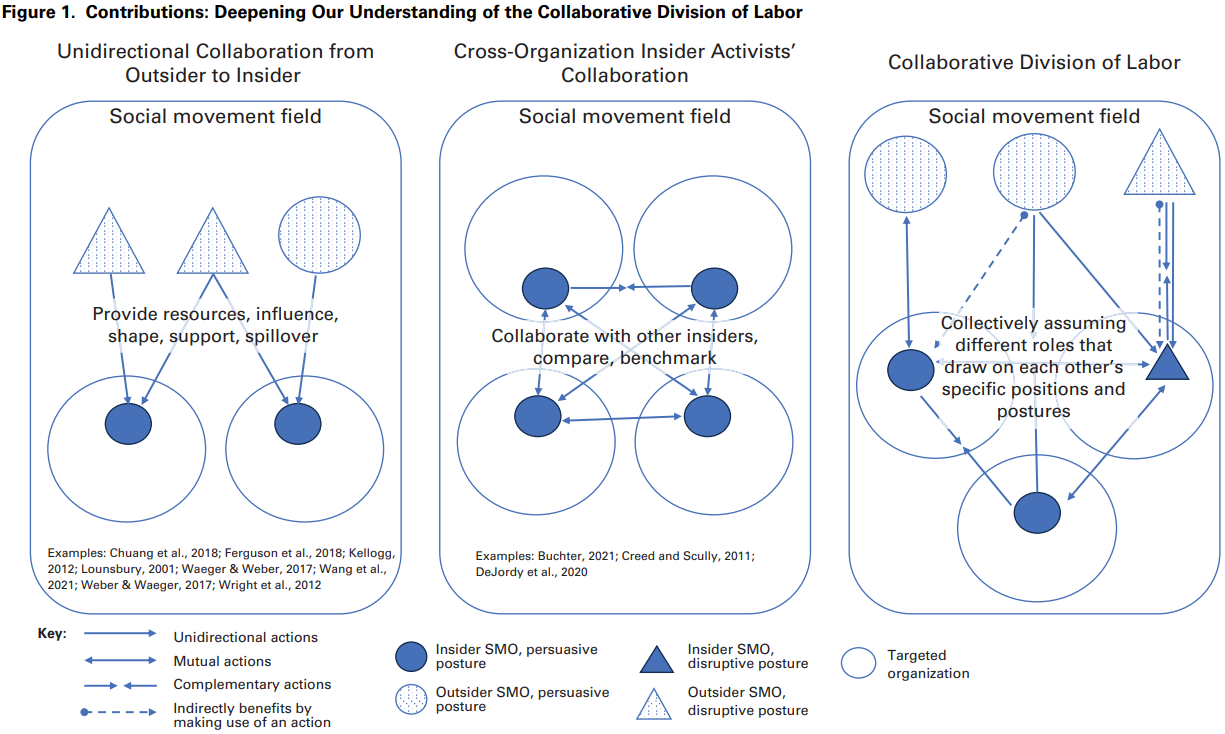 Figure 1. Contributions: Deepening Our Understanding of the Collaborative Division of Labor
Unidirectional Collaboration from
Outsider to Insider
Social movement field
Provide resources, influence,
shape, support, spillover
Examples: Chuang et al., 2018; Ferguson et al., 2018; Kellogg,
2012; Lounsbury, 2001; Waeger & Weber, 2017; Wang et al.,
2021; Weber & Waeger, 2017; Wright et al., 2012
Cross-Organization Insider Activists'
Collaboration
Social movement field
Collaborate with other insiders,
compare, benchmark
Examples: Buchter, 2021; Creed and Scully, 2011;
DeJordy et al., 2020
Collaborative Division of Labor
Social movement field
Collectively assuming
different roles that
draw on each other's
specific positions and
postures
Key:
Unidirectional actions
Mutual actions
Complementary actions
Indirectly benefits by
making use of an action
Insider SMO, persuasive
posture
Outsider SMO, persuasive
posture
Insider SMO,
disruptive posture
Outsider SMO,
disruptive posture
Targeted
organization